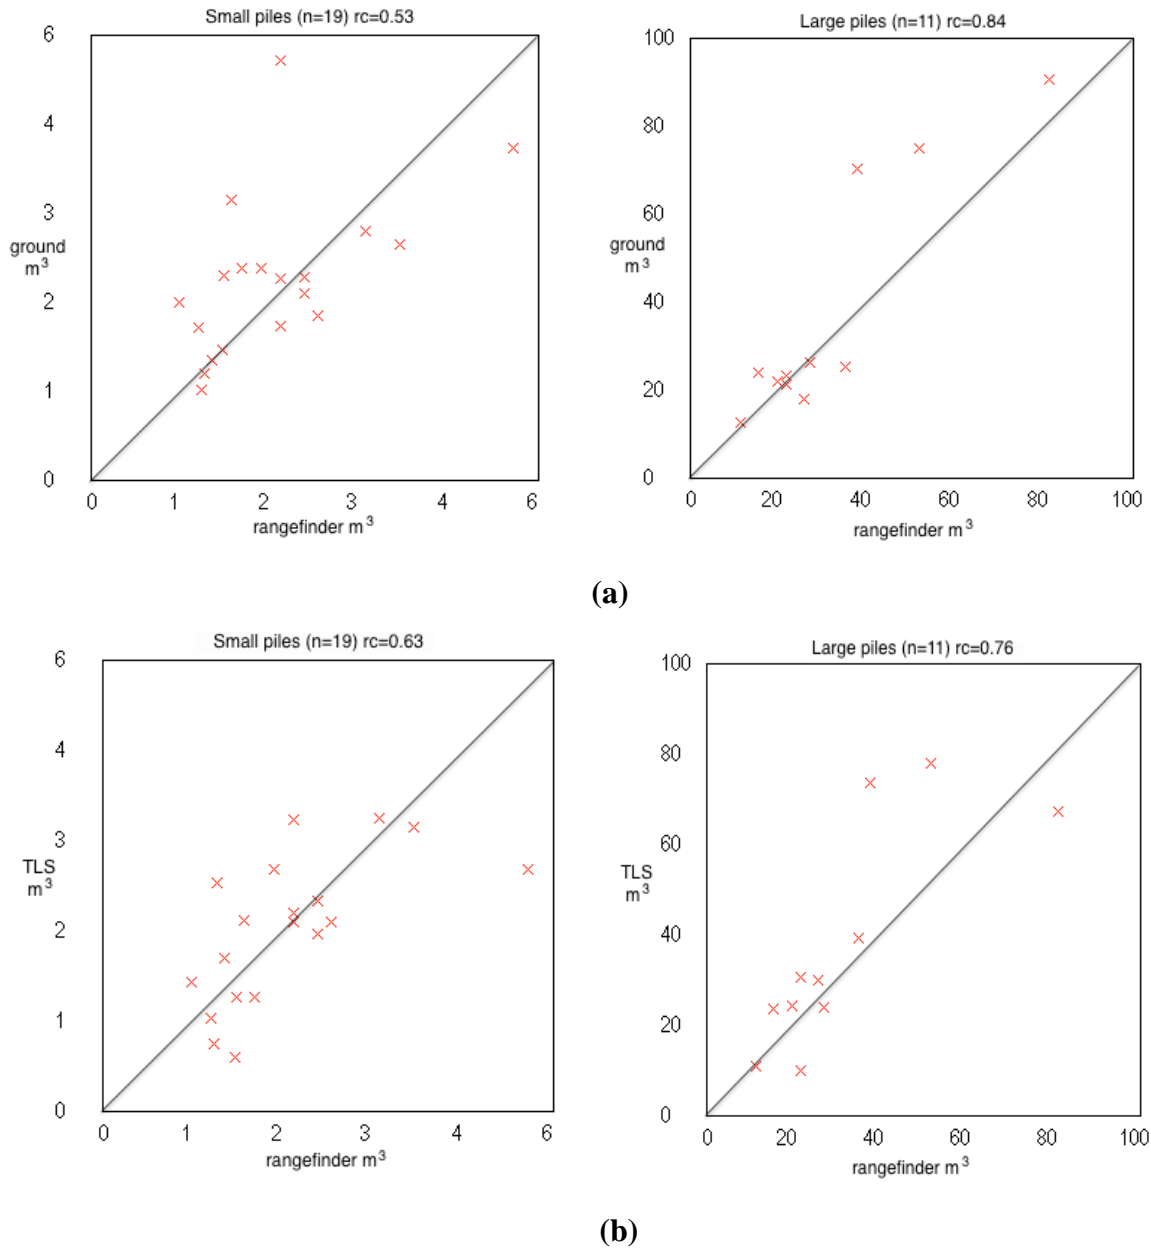 Small piles (n=19) rc=0.53
6
4
3
ground
m³
2
1
0
0 1 2 3 4 6
rangefinder m³
Large piles (n=11) rc=0.84
100
80
60
ground
m³
40
20
0
0 20 40 60 80 100
rangefinder m³
(a)
Small piles (n=19) rc=0.63
6
4
3
TLS
m³
2
1
0
0 1 2 3 4 6
rangefinder m³
Large piles (n=11) rc=0.76
100
80
60
TLS
m³
40
20
0
0 20 40 60 80 100
rangefinder m³
(b)